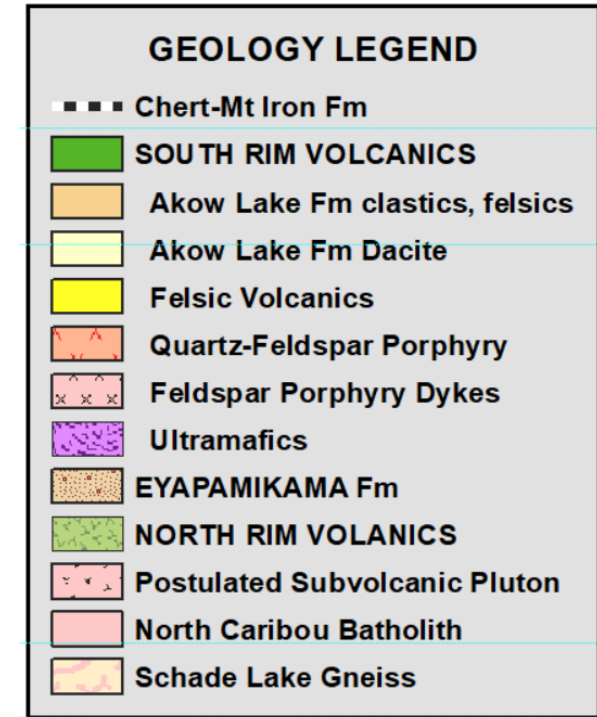 GEOLOGY LEGEND
Chert-Mt Iron Fm
SOUTH RIM VOLCANICS
Akow Lake Fm clastics, felsics
Akow Lake Fm Dacite
Felsic Volcanics
Quartz-Feldspar Porphyry
Feldspar Porphyry Dykes
Ultramafics
EYAPAMIKAMA Fm
NORTH RIM VOLANICS
Postulated Subvolcanic Pluton
North Caribou Batholith
Schade Lake Gneiss